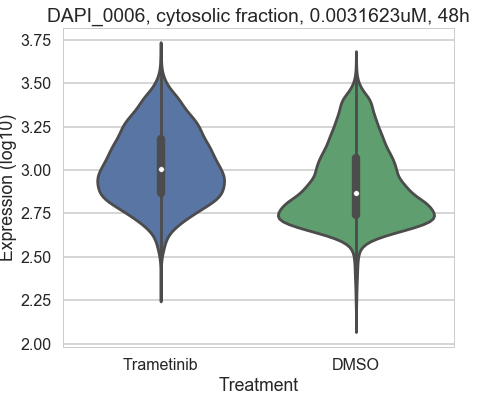 DAPI_0006, cytosolic fraction, 0.0031623uM, 48h
Expression (log10)
3.75
3.50
3.25
3.00
2.75
2.50
2.25
2.00
Trametinib
DMSO
Treatment